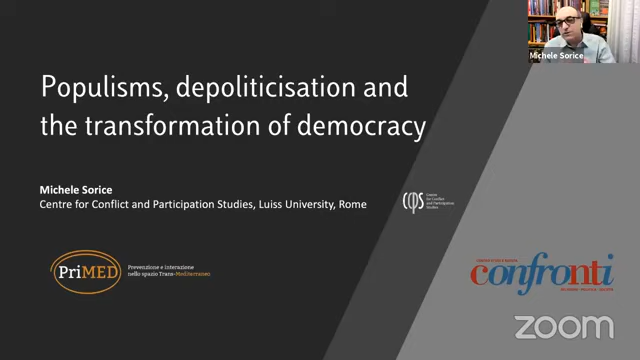 Michele Sorice
Populisms, depoliticisation and
the transformation of democracy
Michele Sorice
Centre for Conflict and Participation Studies, Luiss University, Rome
CCPS
Centre
for Conflict
and Participation
Studies
PriMED
Prevenzione e interazione
nello spazio Trans-Mediterraneo
confronti
zoom